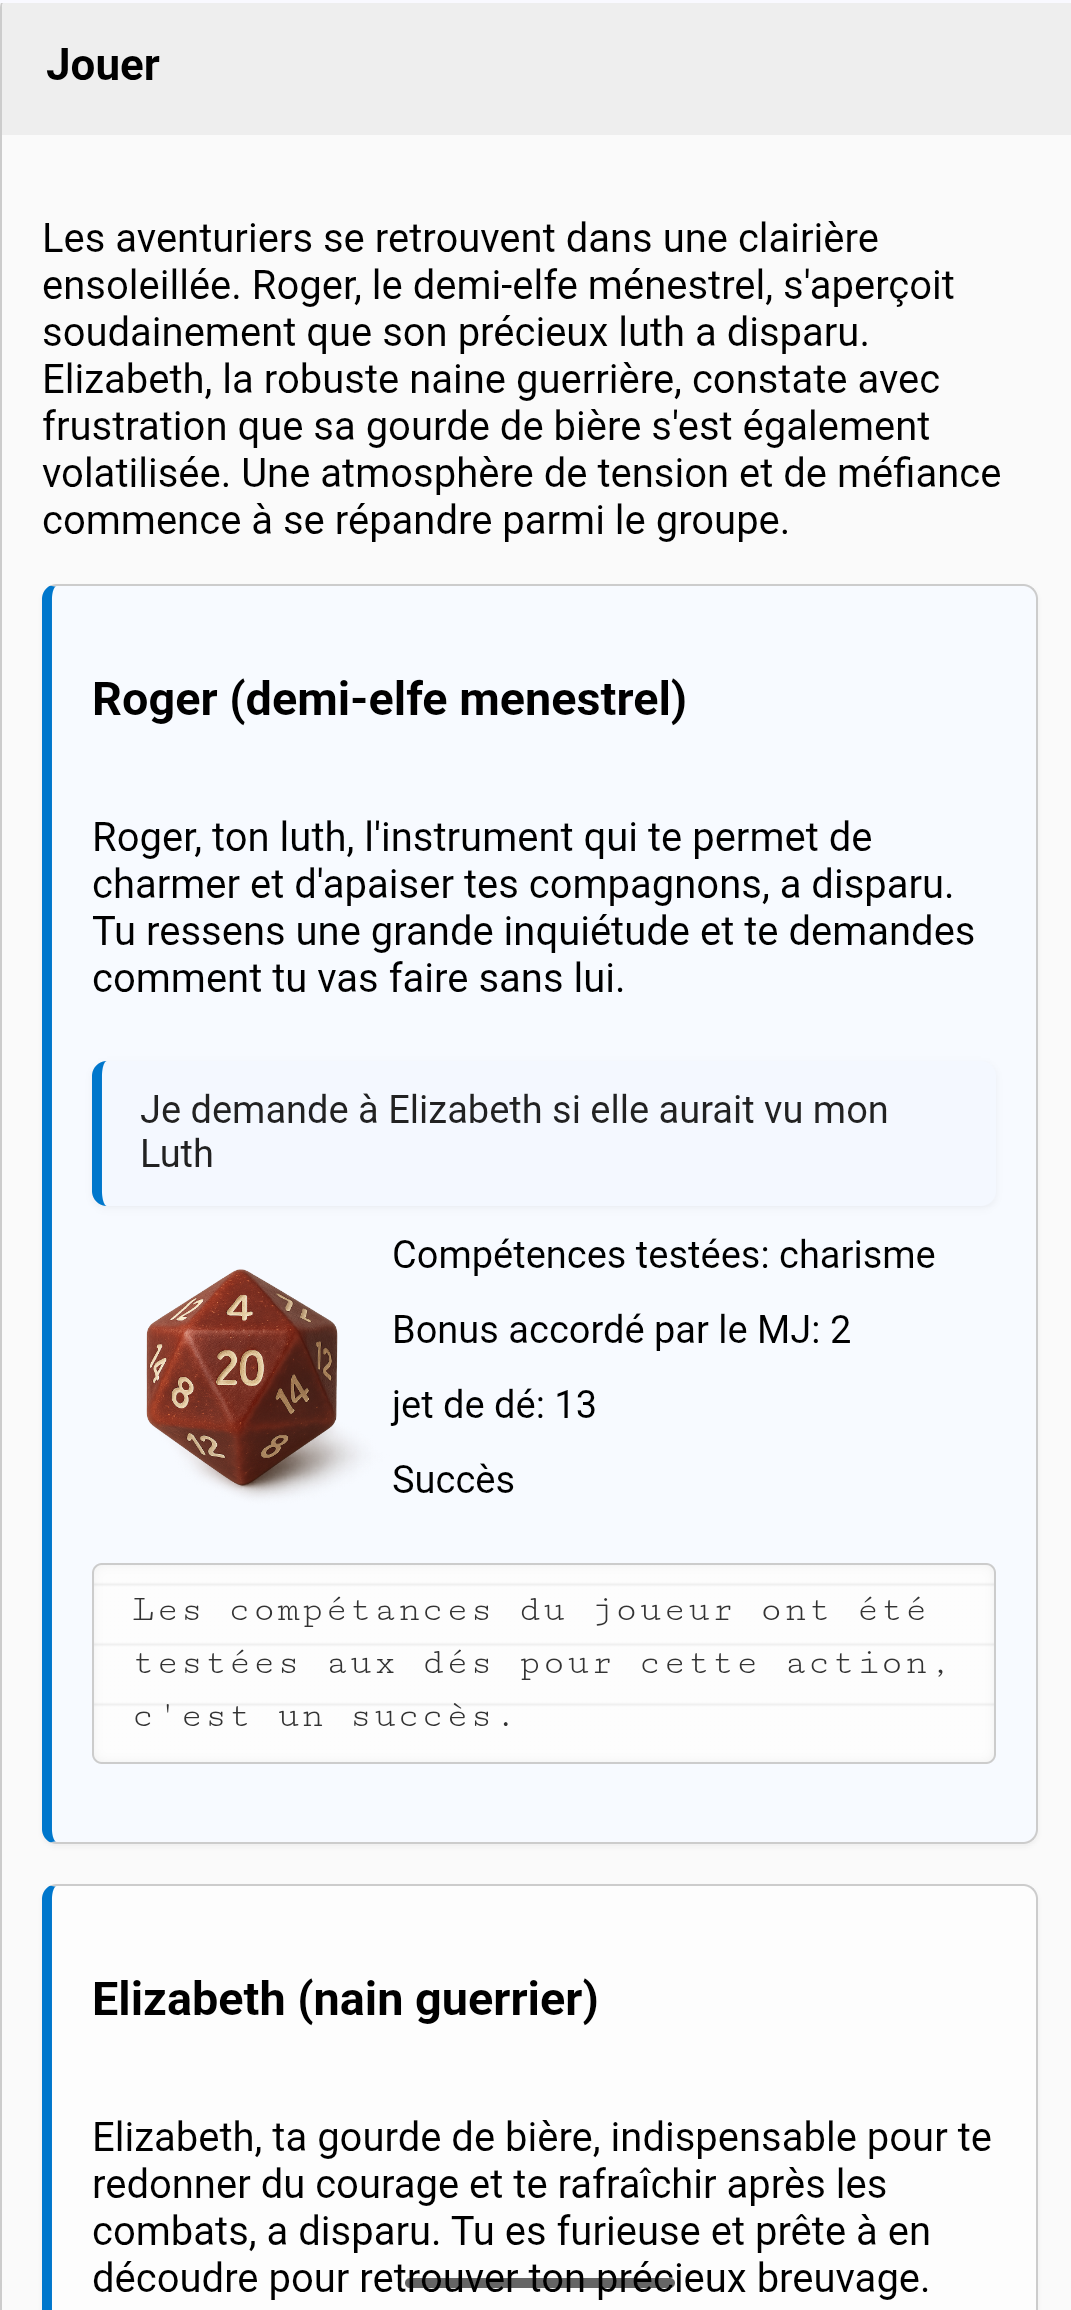 Jouer
Les aventuriers se retrouvent dans une clairière
ensoleillée. Roger, le demi-elfe ménestrel, s'aperçoit
soudainement que son précieux luth a disparu.
Elizabeth, la robuste naine guerrière, constate avec
frustration que sa gourde de bière s'est également
volatilisée. Une atmosphère de tension et de méfiance
commence à se répandre parmi le groupe.
Roger (demi-elfe menestrel)
Roger, ton luth, l'instrument qui te permet de
charmer et d'apaiser tes compagnons, a disparu.
Tu ressens une grande inquiétude et te demandes
comment tu vas faire sans lui.
Je demande à Elizabeth si elle aurait vu mon
Luth
Compétences testées: charisme
Bonus accordé par le MJ: 2
jet de dé: 13
Succès
12 4
14 20 12
8 14
12 8
Les compétances du joueur ont été
testées aux dés pour cette action,
c'est un succès.
Elizabeth (nain guerrier)
Elizabeth, ta gourde de bière, indispensable pour te
redonner du courage et te rafraîchir après les
combats, a disparu. Tu es furieuse et prête à en
découdre pour retrouver ton précieux breuvage.